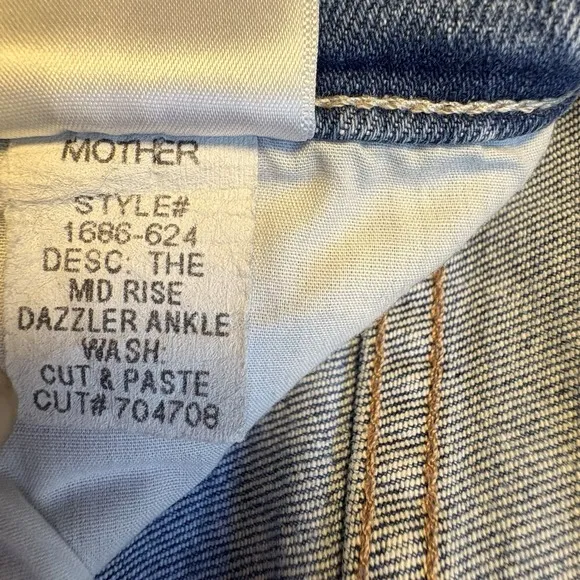 MOTHER
STYLE#
1686-624
DESC: THE
MID RISE
DAZZLER ANKLE
WASH:
CUT & PASTE
CUT# 704708